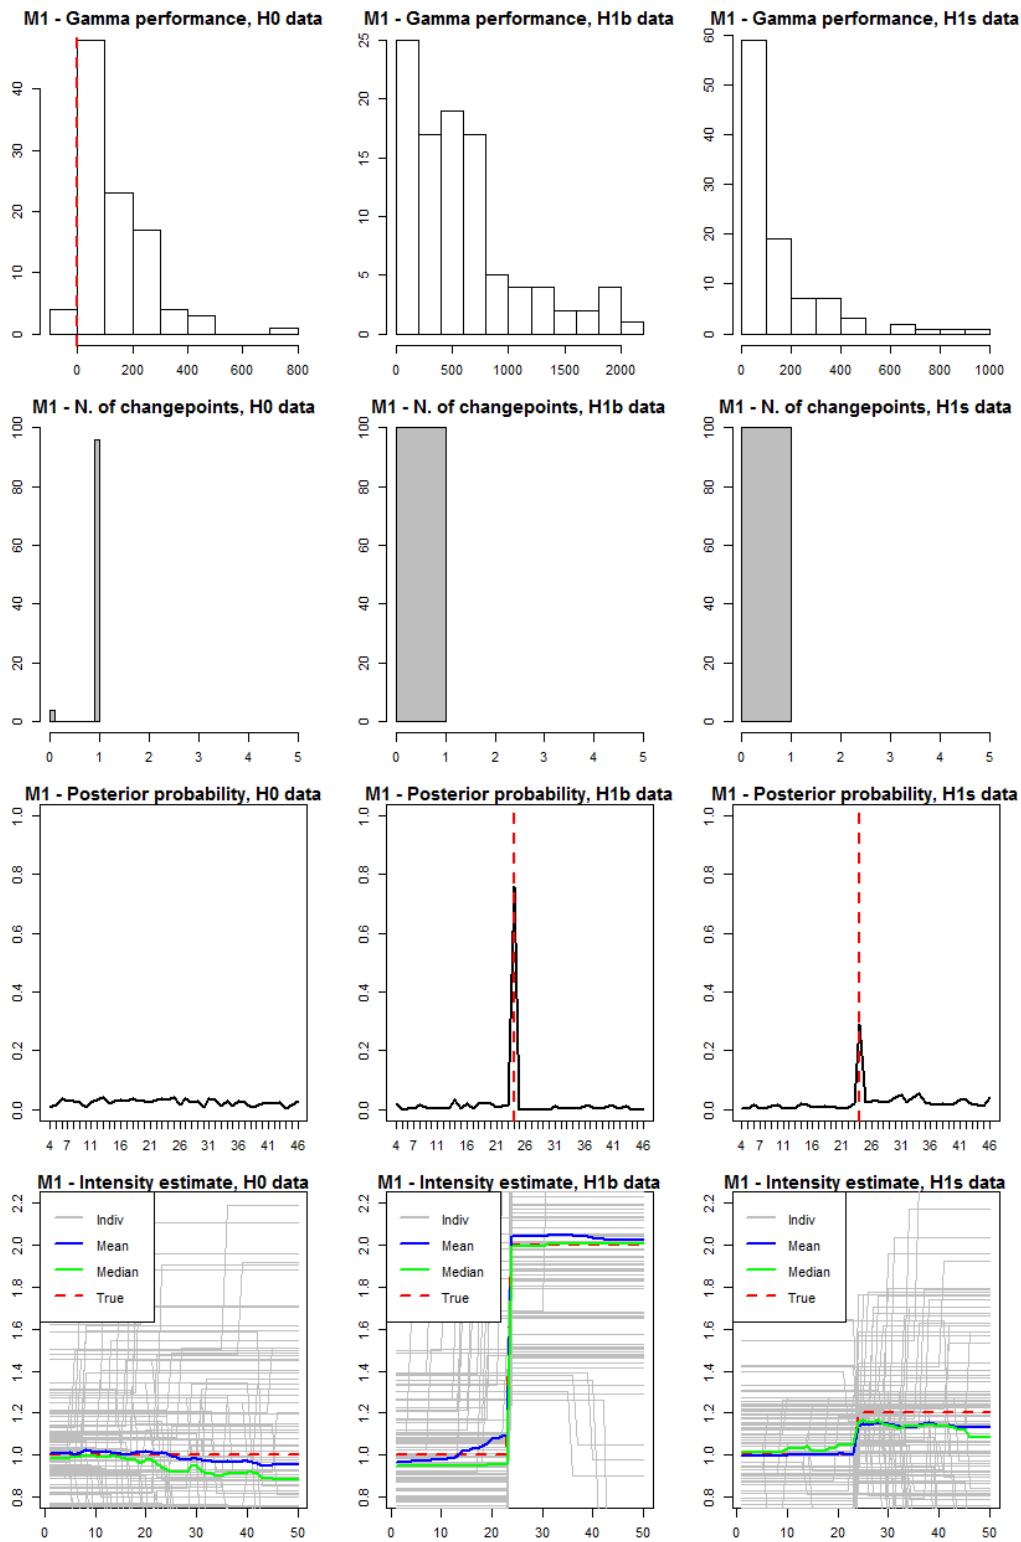 M1 - Gamma performance, H0 data
M1 - Gamma performance, H1b data
M1 - Gamma performance, H1s data
0 10 20 30 40
0 200 400 600 800
0 5 10 15 20 25
0 500 1000 1500 2000
0 10 20 30 40 50 60
0 200 400 600 800 1000
M1 - N. of changepoints, H0 data
M1 - N. of changepoints, H1b data
M1 - N. of changepoints, H1s data
0 20 40 60 80 100
0 1 2 3 4 5
0 20 40 60 80 100
0 1 2 3 4 5
0 20 40 60 80 100
0 1 2 3 4 5
M1 - Posterior probability, H0 data
M1 - Posterior probability, H1b data
M1 - Posterior probability, H1s data
0.0 0.2 0.4 0.6 0.8 1.0
4 7 11 16 21 26 31 36 41 46
0.0 0.2 0.4 0.6 0.8 1.0
4 7 11 16 21 26 31 36 41 46
0.0 0.2 0.4 0.6 0.8 1.0
4 7 11 16 21 26 31 36 41 46
M1 - Intensity estimate, H0 data
M1 - Intensity estimate, H1b data
M1 - Intensity estimate, H1s data
0.8 1.0 1.2 1.4 1.6 1.8 2.0 2.2
Indiv
Mean
Median
True
0 10 20 30 40 50
0.8 1.0 1.2 1.4 1.6 1.8 2.0 2.2
Indiv
Mean
Median
True
0 10 20 30 40 50
0.8 1.0 1.2 1.4 1.6 1.8 2.0 2.2
Indiv
Mean
Median
True
0 10 20 30 40 50